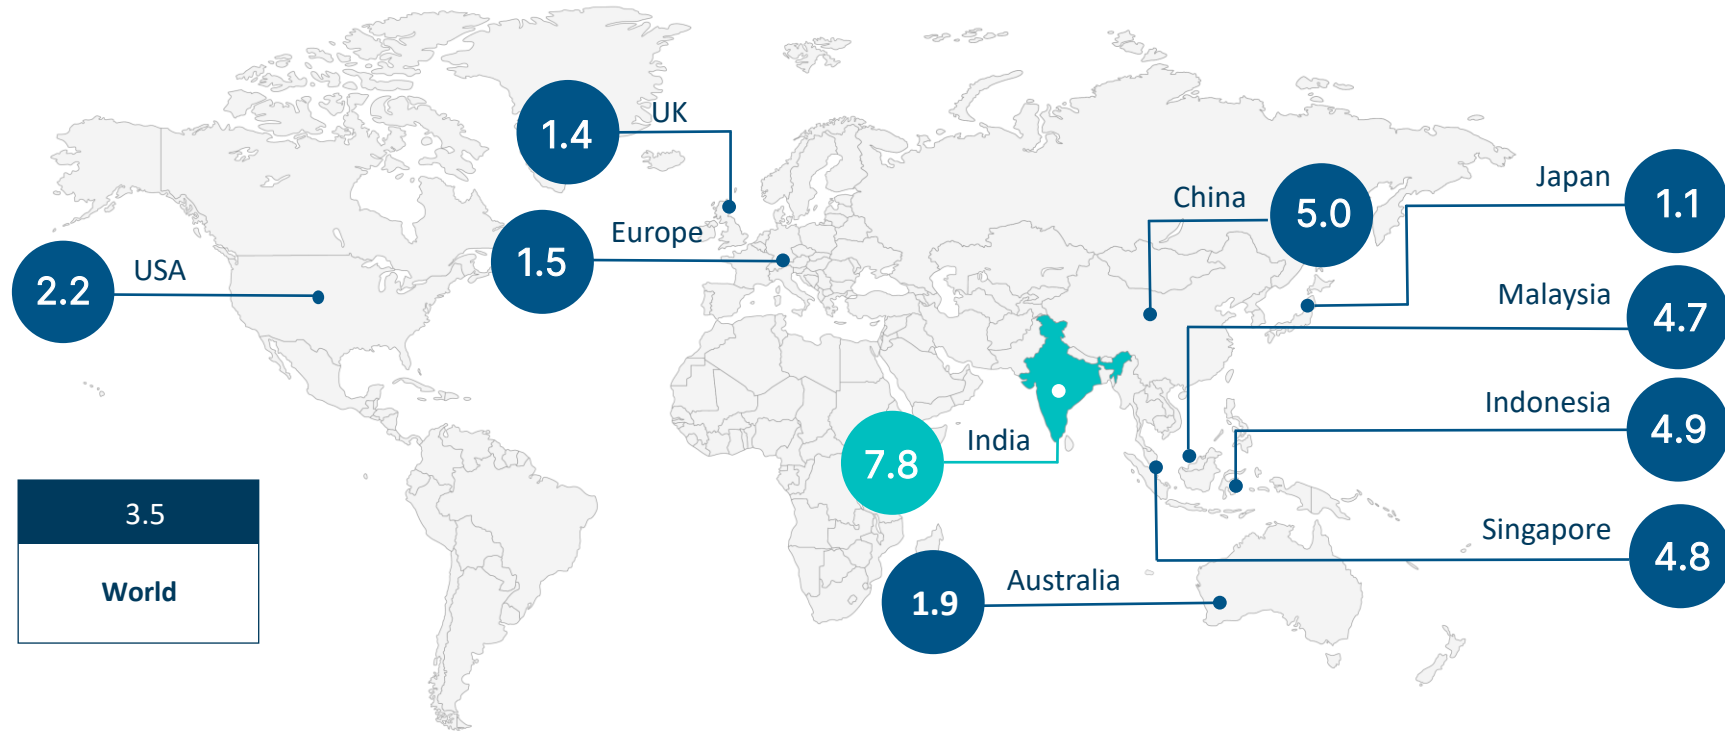 UK
1.4
Europe
1.5
USA
2.2
China
5.0
Japan
1.1
Malaysia
4.7
Indonesia
4.9
India
7.8
Singapore
4.8
Australia
1.9
3.5
World